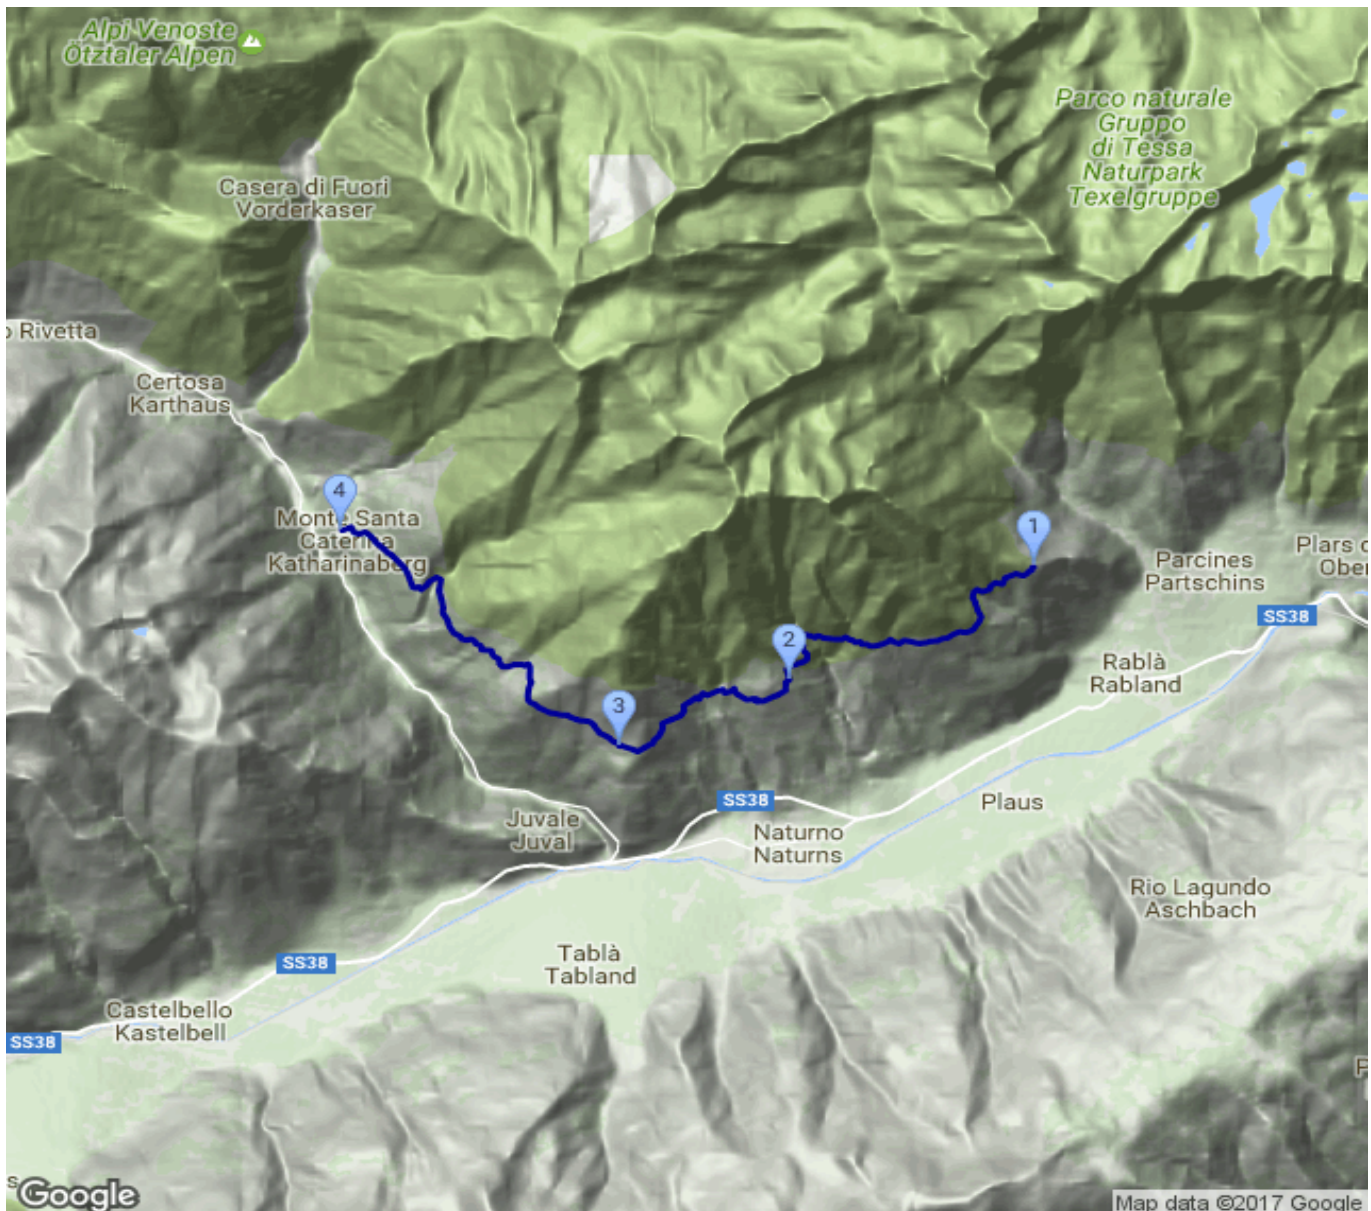 Alpi Venoste
Ötztaler Alpen
Parco naturale
Gruppo
di Tessa
Naturpark
Texelgruppe
Casera di Fuori
Vorderkaser
Rivetta
Certosa
Karthaus
4
Monte Santa
Caterina
Katharinaberg
1
Parcines
Partschins
Plars
SS38
2
Rablà
Rabland
3
SS38
Plaus
Juvale
Juval
Naturno
Naturns
Rio Lagundo
Aschbach
Tablà
Tabland
SS38
Castelbello
Kastelbell
SS38
Google
Map data ©2017 Google